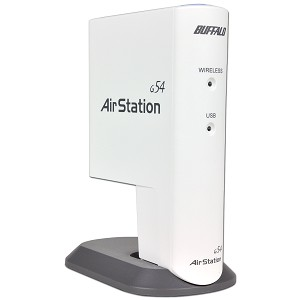 BUFFALO
WIRELESS
USB
G54
AirStation
G54
AirStation